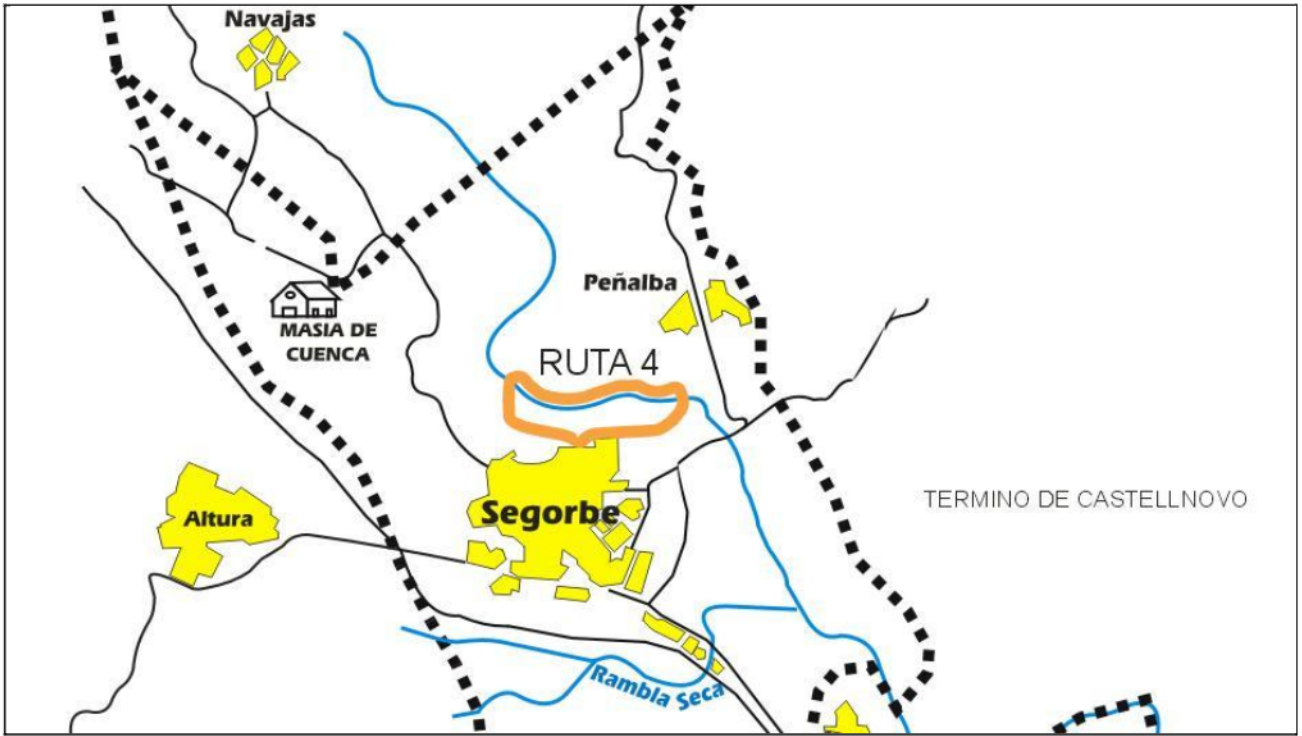 Navajas
Peñalba
MASIA DE
CUENCA
RUTA 4
TERMINO DE CASTELLNOVO
Segorbe
Altura
Rambla Seca